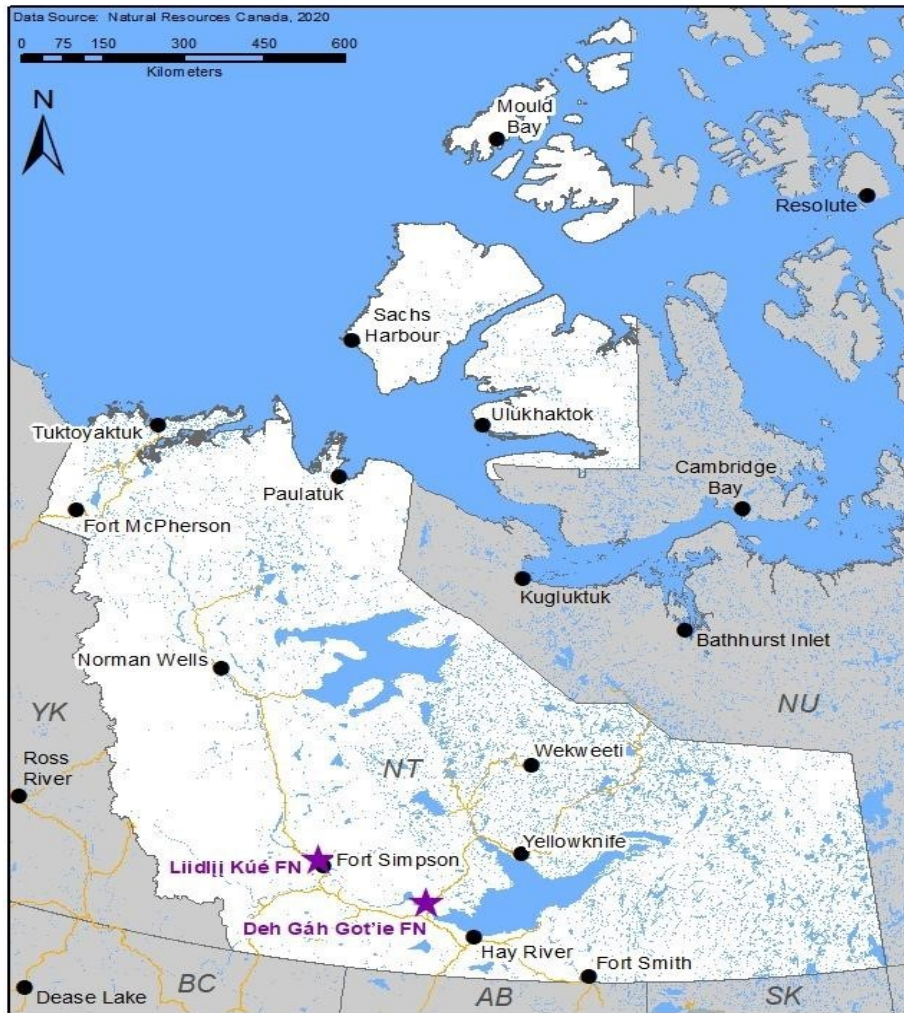 Data Source: Natural Resources Canada, 2020
0 75 150 300 450 600
Kilometers
N
Mould
Bay
Resolute
Sachs
Harbour
Ulukhaktok
Tuktoyaktuk
Cambridge
Bay
Paulatuk
Fort McPherson
Kugluktuk
Bathhurst Inlet
Norman Wells
NU
YK
Ross
River
Wekweeti
NT
Yellowknife
Fort Simpson
Liidlįį Kúé FN
Deh Gáh Got'ie FN
Hay River
Fort Smith
BC
Dease Lake
AB
SK